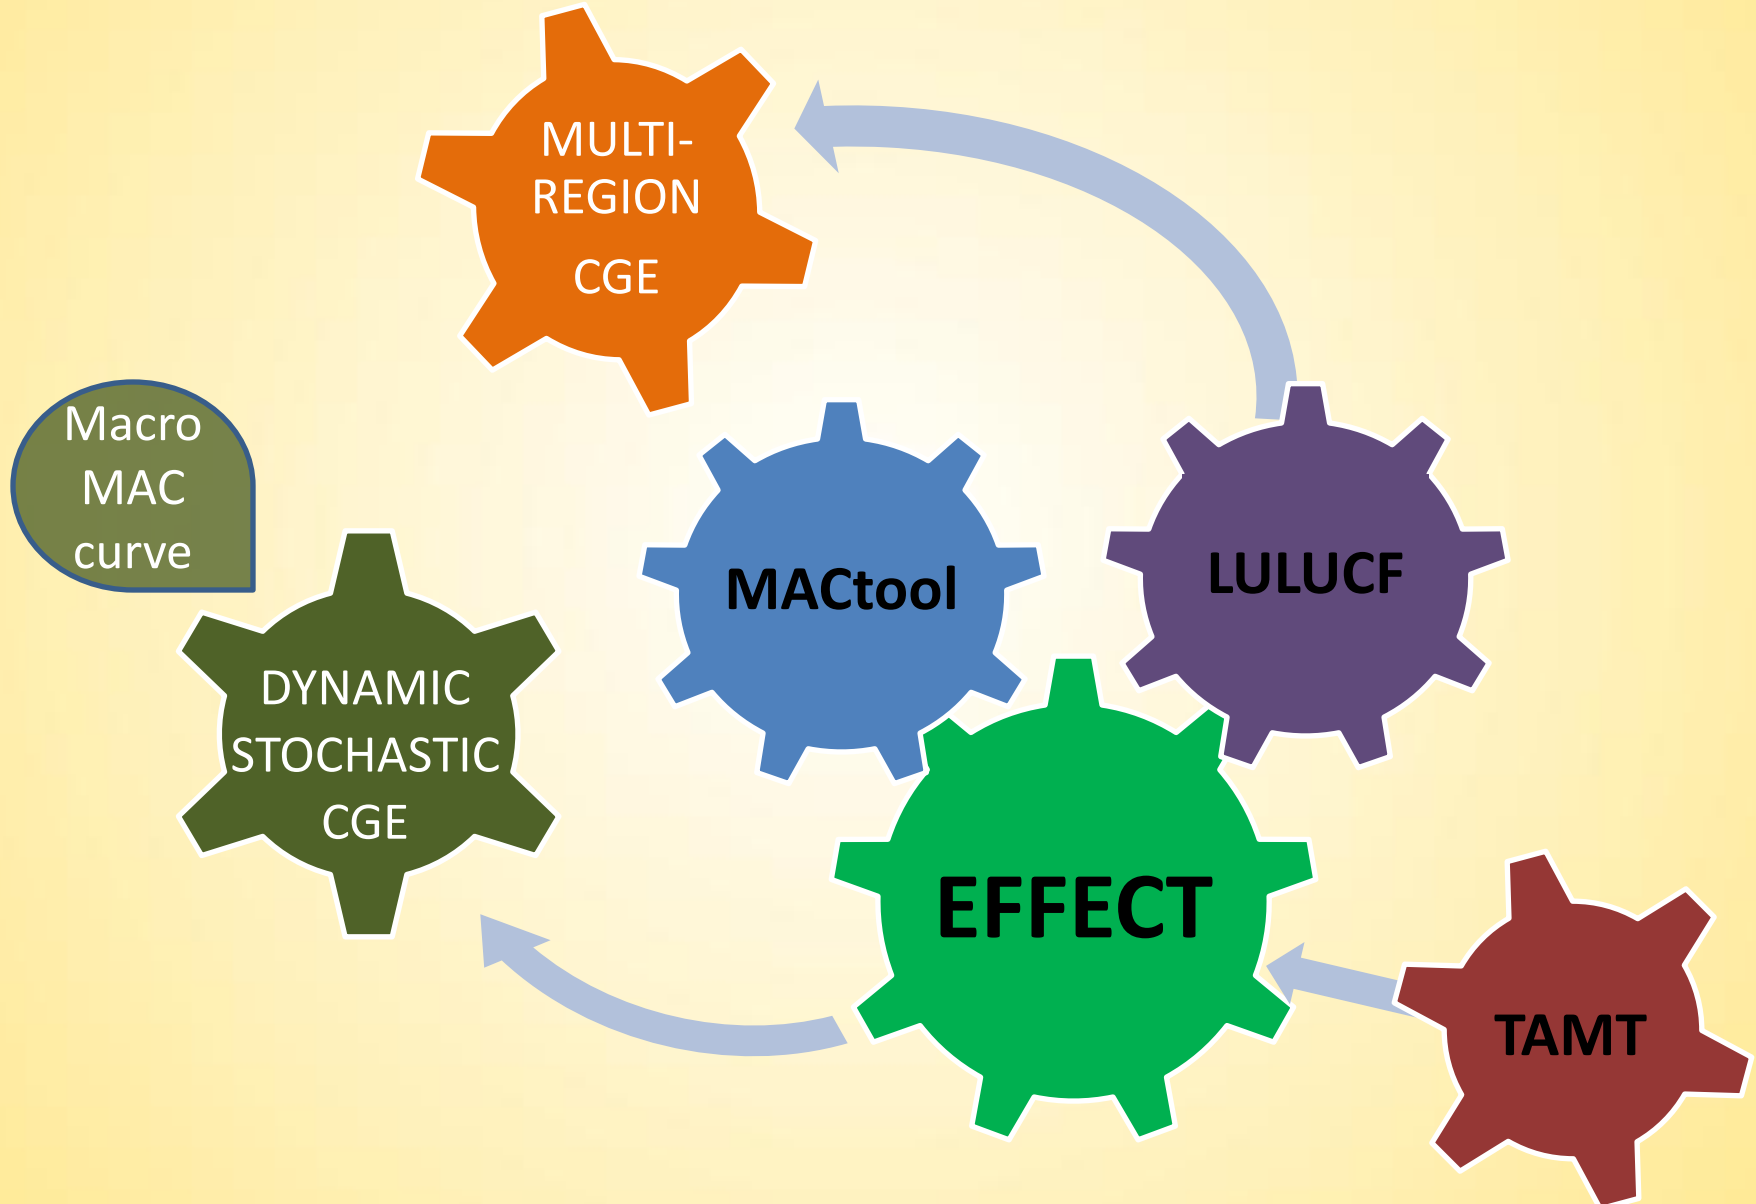 MULTI-
REGION
CGE
Macro
MAC
curve
MACtool
LULUCF
DYNAMIC
STOCHASTIC
CGE
EFFECT
TAMT